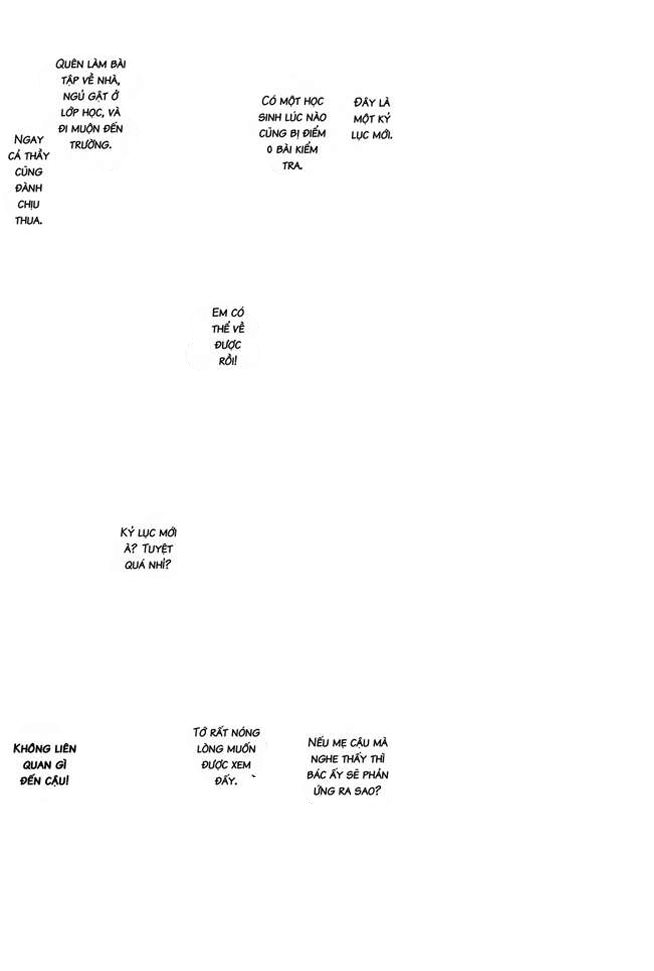 ĐÂY LÀ
MỘT KỶ
LỤC MỚI.
CÓ MỘT HỌC
SINH LÚC NÀO
CŨNG BỊ ĐIỂM
0 BÀI KIỂM
TRA.
QUÊN LÀM BÀI
TẬP VỀ NHÀ,
NGỦ GẬT Ở
LỚP HỌC, VÀ
ĐI MUỘN ĐẾN
TRƯỜNG.
NGAY
CẢ THẦY
CŨNG
ĐÀNH
CHỊU
THUA.
EM CÓ
THỂ VỀ
ĐƯỢC
RỒI!
KỶ LỤC MỚI
À? TUYỆT
QUÁ NHỈ?
NẾU MẸ CẬU MÀ
NGHE THẤY THÌ
BÁC ẤY SẼ PHẢN
ỨNG RA SAO?
TỚ RẤT NÓNG
LÒNG MUỐN
ĐƯỢC XEM
ĐẤY.
KHÔNG LIÊN
QUAN GÌ
ĐẾN CẬU!